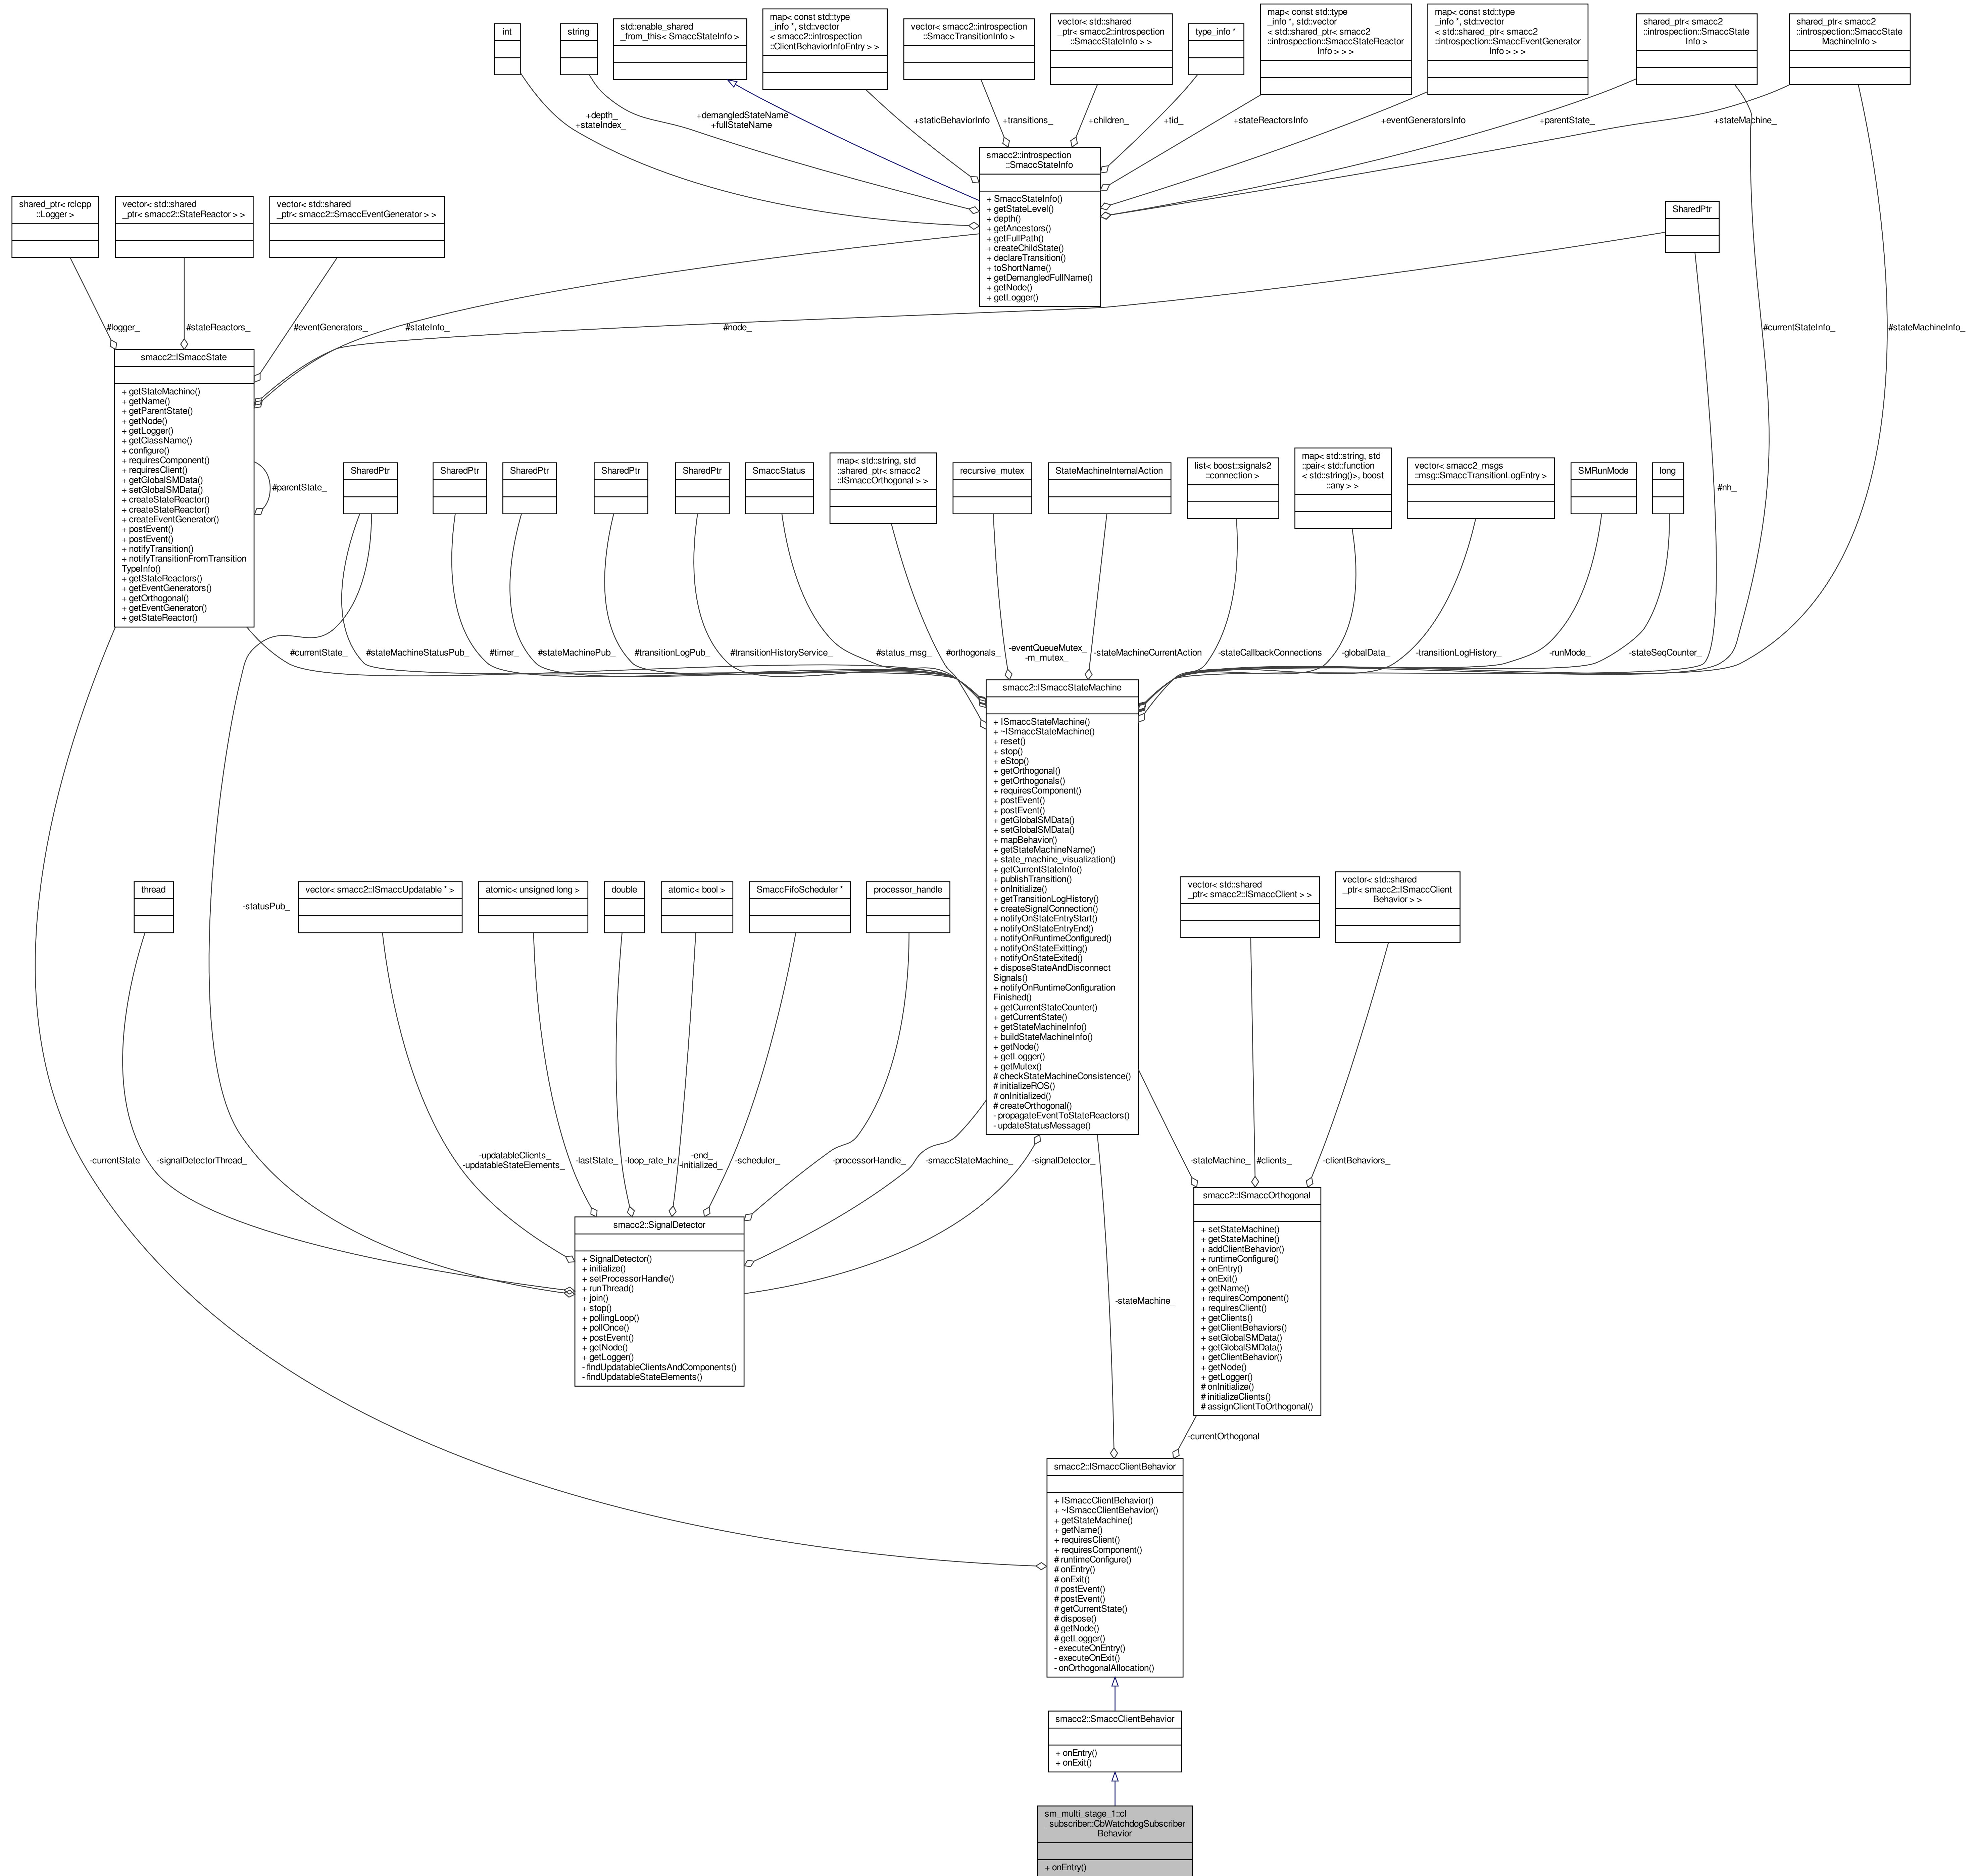 int
string
std::enable_shared
_from_this< SmaccStateInfo >
map< const std::type
_info *, std::vector
< smacc2::introspection
::ClientBehaviorInfoEntry > >
vector< smacc2::introspection
::SmaccTransitionInfo >
vector< std::shared
_ptr< smacc2::introspection
::SmaccStateInfo > >
type_info *
map< const std::type
_info *, std::vector
< std::shared_ptr< smacc2
::introspection::SmaccStateReactor
Info > > >
map< const std::type
_info *, std::vector
< std::shared_ptr< smacc2
::introspection::SmaccEventGenerator
Info > > >
shared_ptr< smacc2
::introspection::SmaccState
Info >
shared_ptr< smacc2
::introspection::SmaccState
MachineInfo >
+depth_
+stateIndex_
+demangledStateName
+fullStateName
+staticBehaviorInfo
+transitions_
+children_
+tid_
+stateReactorsInfo
+eventGeneratorsInfo
+parentState_
+stateMachine_
smacc2::introspection
::SmaccStateInfo
+ SmaccStateInfo()
+ getStateLevel()
+ depth()
+ getAncestors()
+ getFullPath()
+ createChildState()
+ declareTransition()
+ toShortName()
+ getDemangledFullName()
+ getNode()
+ getLogger()
shared_ptr< rclcpp
::Logger >
vector< std::shared
_ptr< smacc2::StateReactor > >
vector< std::shared
_ptr< smacc2::SmaccEventGenerator > >
SharedPtr
#logger_
#stateReactors_
#eventGenerators_
#stateInfo_
#node_
#currentStateInfo_
#stateMachineInfo_
smacc2::ISmaccState
+ getStateMachine()
+ getName()
+ getParentState()
+ getNode()
+ getLogger()
+ getClassName()
+ configure()
+ requiresComponent()
+ requiresClient()
+ getGlobalSMData()
+ setGlobalSMData()
+ createStateReactor()
+ createStateReactor()
+ createEventGenerator()
+ postEvent()
+ postEvent()
+ notifyTransition()
+ notifyTransitionFromTransition
TypeInfo()
+ getStateReactors()
+ getEventGenerators()
+ getOrthogonal()
+ getEventGenerator()
+ getStateReactor()
#parentState_
SharedPtr
SharedPtr
SharedPtr
SharedPtr
SharedPtr
SmaccStatus
map< std::string, std
::shared_ptr< smacc2
::ISmaccOrthogonal > >
recursive_mutex
StateMachineInternalAction
list< boost::signals2
::connection >
map< std::string, std
::pair< std::function
< std::string()>, boost
::any > >
vector< smacc2_msgs
::msg::SmaccTransitionLogEntry >
SMRunMode
long
#nh_
#currentState_
#stateMachineStatusPub_
#timer_
#stateMachinePub_
#transitionLogPub_
#transitionHistoryService_
#status_msg_
#orthogonals_
-eventQueueMutex_
-m_mutex_
-stateMachineCurrentAction
-stateCallbackConnections
-globalData_
-transitionLogHistory_
-runMode_
-stateSeqCounter_
smacc2::ISmaccStateMachine
+ ISmaccStateMachine()
+ ~ISmaccStateMachine()
+ reset()
+ stop()
+ eStop()
+ getOrthogonal()
+ getOrthogonals()
+ requiresComponent()
+ postEvent()
+ postEvent()
+ getGlobalSMData()
+ setGlobalSMData()
+ mapBehavior()
+ getStateMachineName()
+ state_machine_visualization()
+ getCurrentStateInfo()
+ publishTransition()
+ onInitialize()
+ getTransitionLogHistory()
+ createSignalConnection()
+ notifyOnStateEntryStart()
+ notifyOnStateEntryEnd()
+ notifyOnRuntimeConfigured()
+ notifyOnStateExitting()
+ notifyOnStateExited()
+ disposeStateAndDisconnect
Signals()
+ notifyOnRuntimeConfiguration
Finished()
+ getCurrentStateCounter()
+ getCurrentState()
+ getStateMachineInfo()
+ buildStateMachineInfo()
+ getNode()
+ getLogger()
+ getMutex()
# checkStateMachineConsistence()
# initializeROS()
# onInitialized()
# createOrthogonal()
- propagateEventToStateReactors()
- updateStatusMessage()
thread
-statusPub_
vector< smacc2::ISmaccUpdatable * >
atomic< unsigned long >
double
atomic< bool >
SmaccFifoScheduler *
processor_handle
vector< std::shared
_ptr< smacc2::ISmaccClient > >
vector< std::shared
_ptr< smacc2::ISmaccClient
Behavior > >
-currentState
-signalDetectorThread_
-updatableClients_
-updatableStateElements_
-lastState_
-loop_rate_hz
-end_
-initialized_
-scheduler_
-processorHandle_
-smaccStateMachine_
-signalDetector_
-stateMachine_
#clients_
-clientBehaviors_
smacc2::SignalDetector
+ SignalDetector()
+ initialize()
+ setProcessorHandle()
+ runThread()
+ join()
+ stop()
+ pollingLoop()
+ pollOnce()
+ postEvent()
+ getNode()
+ getLogger()
- findUpdatableClientsAndComponents()
- findUpdatableStateElements()
-stateMachine_
smacc2::ISmaccOrthogonal
+ setStateMachine()
+ getStateMachine()
+ addClientBehavior()
+ runtimeConfigure()
+ onEntry()
+ onExit()
+ getName()
+ requiresComponent()
+ requiresClient()
+ getClients()
+ getClientBehaviors()
+ setGlobalSMData()
+ getGlobalSMData()
+ getClientBehavior()
+ getNode()
+ getLogger()
# onInitialize()
# initializeClients()
# assignClientToOrthogonal()
-currentOrthogonal
smacc2::ISmaccClientBehavior
+ ISmaccClientBehavior()
+ ~ISmaccClientBehavior()
+ getStateMachine()
+ getName()
+ requiresClient()
+ requiresComponent()
# runtimeConfigure()
# onEntry()
# onExit()
# postEvent()
# postEvent()
# getCurrentState()
# dispose()
# getNode()
# getLogger()
- executeOnEntry()
- executeOnExit()
- onOrthogonalAllocation()
smacc2::SmaccClientBehavior
+ onEntry()
+ onExit()
sm_multi_stage_1::cl
_subscriber::CbWatchdogSubscriber
Behavior
+ onEntry()